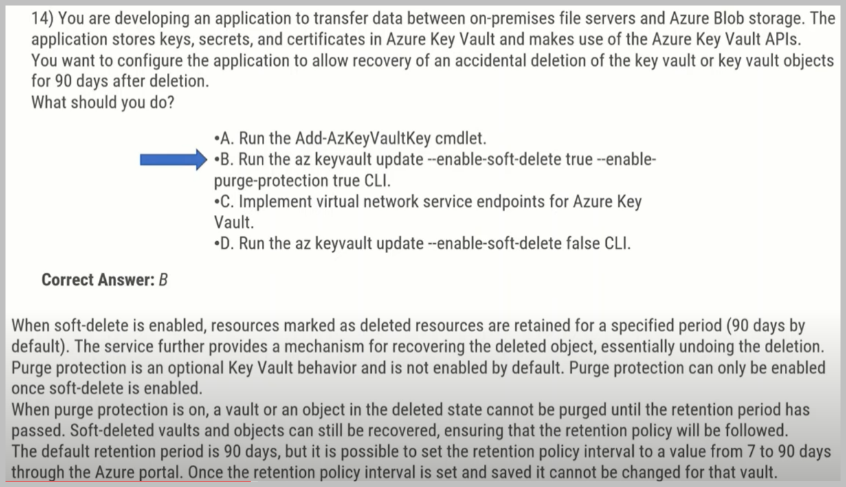 14) You are developing an application to transfer data between on-premises file servers and Azure Blob storage. The
application stores keys, secrets, and certificates in Azure Key Vault and makes use of the Azure Key Vault APIs.
You want to configure the application to allow recovery of an accidental deletion of the key vault or key vault objects
for 90 days after deletion.
What should you do?
•A. Run the Add-AzKeyVaultKey cmdlet.
•B. Run the az keyvault update --enable-soft-delete true --enable-
purge-protection true CLI.
•C. Implement virtual network service endpoints for Azure Key
Vault.
•D. Run the az keyvault update --enable-soft-delete false CLI.
Correct Answer: B
When soft-delete is enabled, resources marked as deleted resources are retained for a specified period (90 days by
default). The service further provides a mechanism for recovering the deleted object, essentially undoing the deletion.
Purge protection is an optional Key Vault behavior and is not enabled by default. Purge protection can only be enabled
once soft-delete is enabled.
When purge protection is on, a vault or an object in the deleted state cannot be purged until the retention period has
passed. Soft-deleted vaults and objects can still be recovered, ensuring that the retention policy will be followed.
The default retention period is 90 days, but it is possible to set the retention policy interval to a value from 7 to 90 days
through the Azure portal. Once the retention policy interval is set and saved it cannot be changed for that vault.